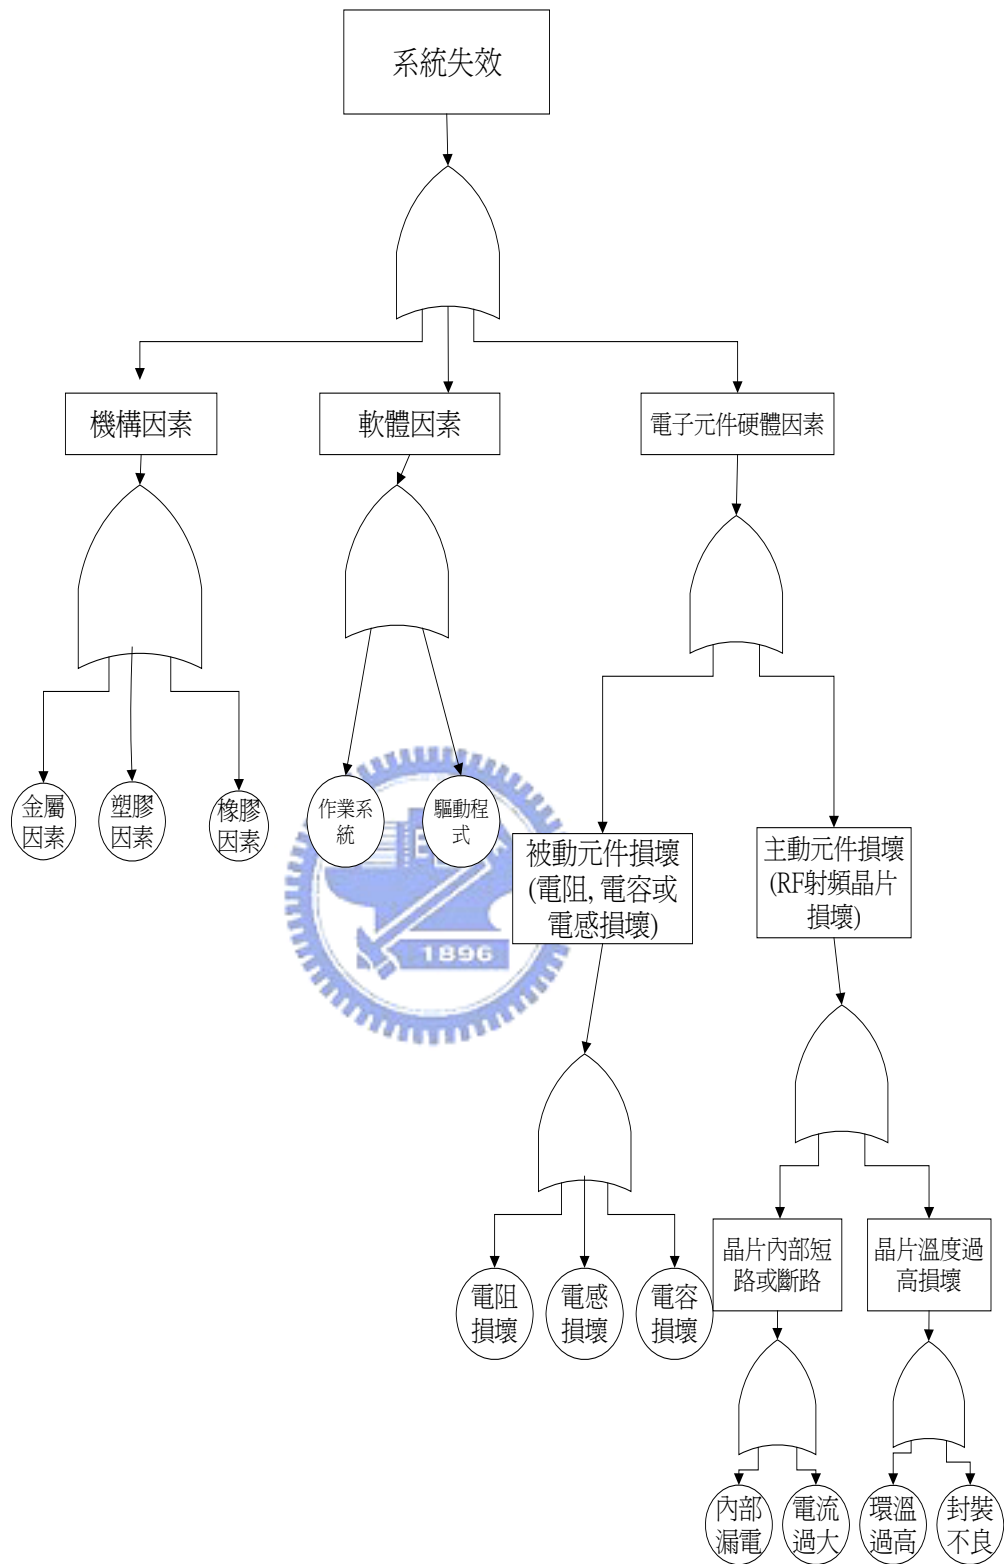 系統失效
機構因素
軟體因素
電子元件硬體因素
金屬
因素
塑膠
因素
橡膠
因素
作業系
統
驅動程
式
被動元件損壞
(電阻, 電容或
電感損壞)
主動元件損壞
(RF射頻晶片
損壞)
1896
電阻
損壞
電感
損壞
電容
損壞
晶片內部短
路或斷路
晶片溫度過
高損壞
內部
漏電
電流
過大
環溫
過高
封裝
不良